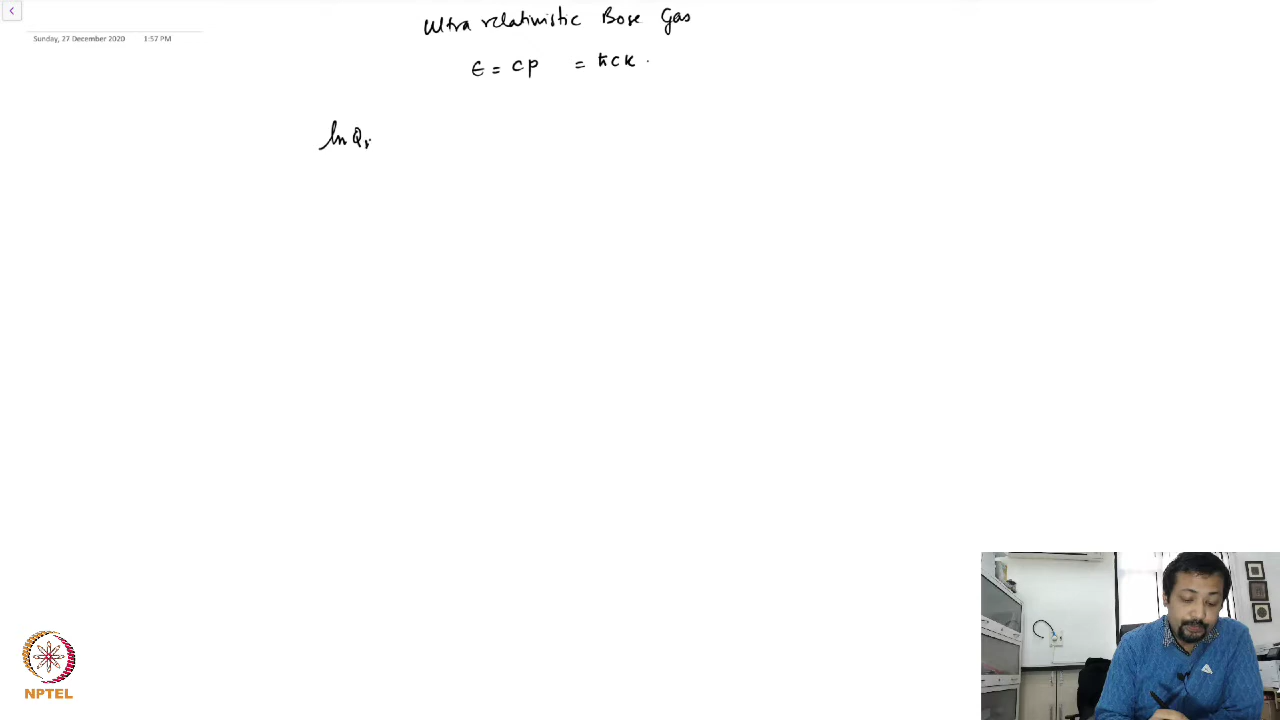 Ultra relativistic Bose Gas
Sunday, 27 December 2020 1:57 PM
ϵ = cp = ħck .
ln Q
NPTEL